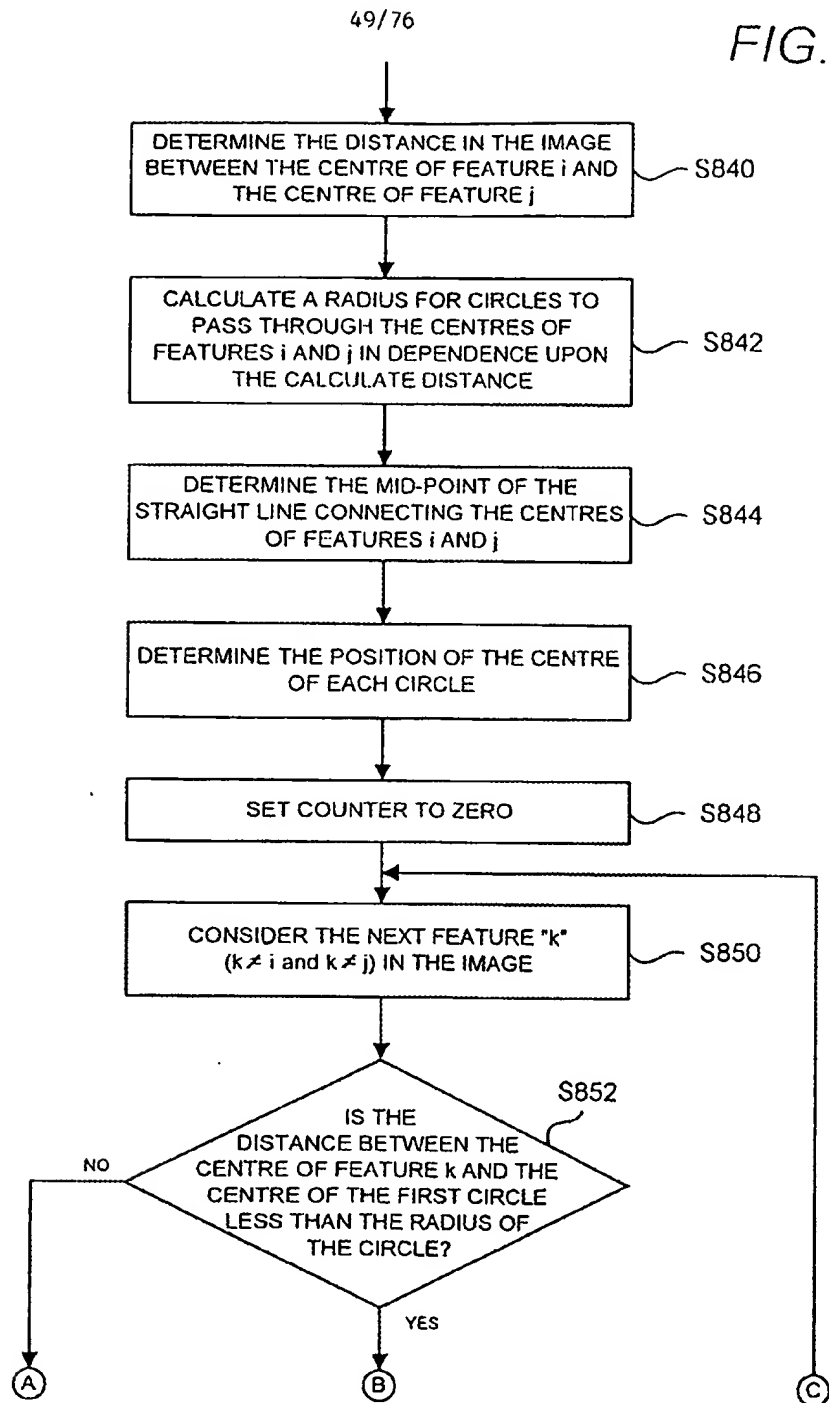 49/76
FIG.
DETERMINE THE DISTANCE IN THE IMAGE
BETWEEN THE CENTRE OF FEATURE i AND
THE CENTRE OF FEATURE j
S840
CALCULATE A RADIUS FOR CIRCLES TO
PASS THROUGH THE CENTRES OF
FEATURES i AND j IN DEPENDENCE UPON
THE CALCULATE DISTANCE
S842
DETERMINE THE MID-POINT OF THE
STRAIGHT LINE CONNECTING THE CENTRES
OF FEATURES i AND j
S844
DETERMINE THE POSITION OF THE CENTRE
OF EACH CIRCLE
S846
SET COUNTER TO ZERO
S848
CONSIDER THE NEXT FEATURE "k"
(k ≠ i and k ≠ j) IN THE IMAGE
S850
S852
IS THE
DISTANCE BETWEEN THE
CENTRE OF FEATURE k AND THE
CENTRE OF THE FIRST CIRCLE
LESS THAN THE RADIUS OF
THE CIRCLE?
NO
YES
A
B
C